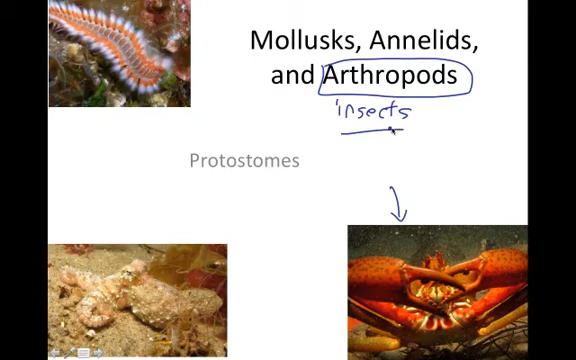 Mollusks, Annelids,
and Arthropods
insects
Protostomes